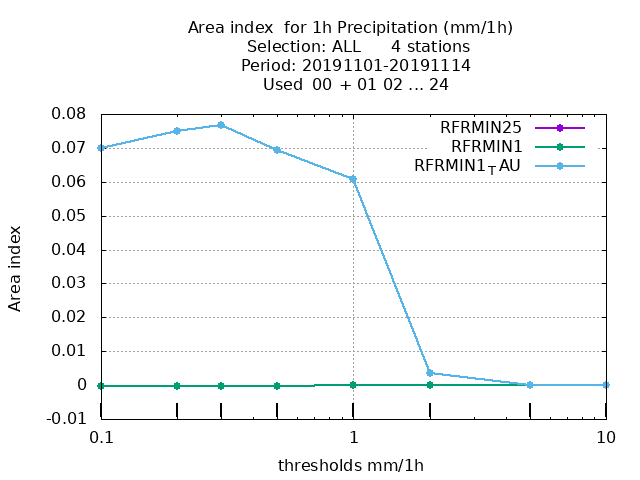 Area index  for 1h Precipitation (mm/1h)
Selection: ALL      4 stations
Period: 20191101-20191114
Used  00  + 01 02 ... 24
RFRMIN25
RFRMIN1
RFRMIN1TAU
0.08
0.07
0.06
0.05
0.04
0.03
0.02
0.01
0
-0.01
Area index
0.1
1
10
thresholds mm/1h